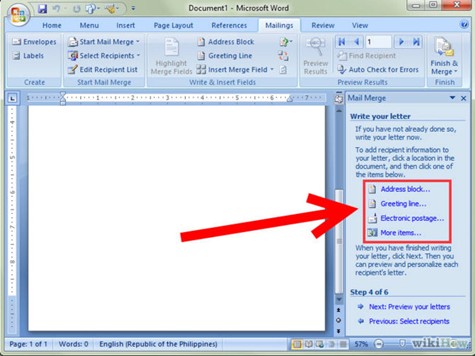 Document1 - Microsoft Word
Home Insert Page Layout References Mailings Review View
Envelopes
Labels
Create
Start Mail Merge
Select Recipients
Edit Recipient List
Start Mail Merge
Highlight
Merge Fields
Address Block
Greeting Line
Insert Merge Field
Write & Insert Fields
Preview
Results
1
Find Recipient
Auto Check for Errors
Preview Results
Finish &
Merge
Finish
Mail Merge
Write your letter
If you have not already done so,
write your letter now.
To add recipient information to
your letter, click a location in the
document, and then click one of
the items below.
Address block...
Greeting line...
Electronic postage...
More items...
When you have finished writing
your letter, click Next. Then you
can preview and personalize each
recipient's letter.
Step 4 of 6
Next: Preview your letters
Previous: Select recipients
Page: 1 of 1 Words: 0 English (Republic of the Philippines) 57%
wikiHow